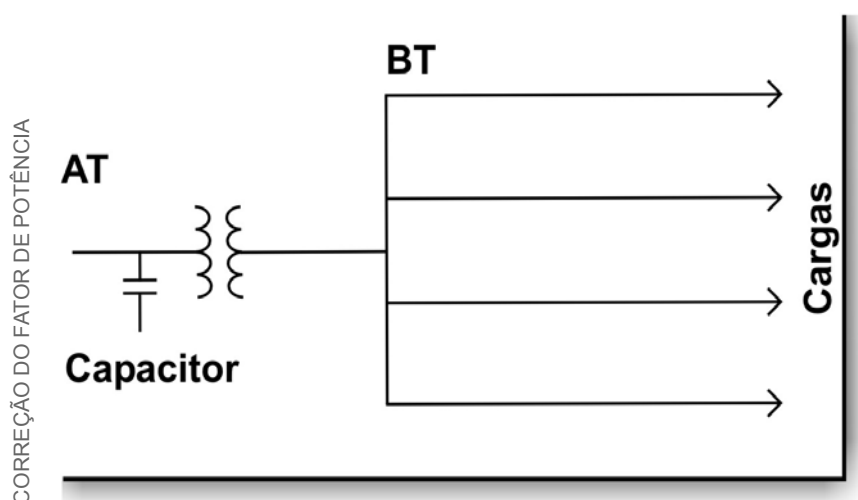 CORREÇÃO DO FATOR DE POTÊNCIA
AT
BT
Capacitor
Cargas